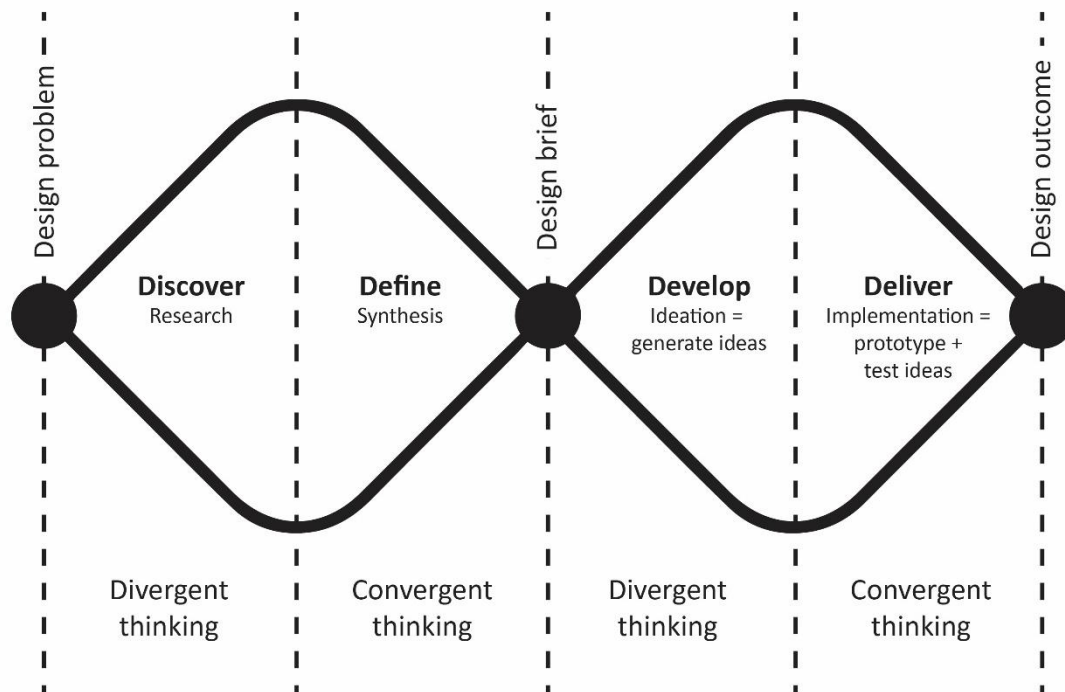 Design problem
Design brief
Design outcome
Discover
Research
Define
Synthesis
Develop
Ideation =
generate ideas
Deliver
Implementation =
prototype +
test ideas
Divergent
thinking
Convergent
thinking
Divergent
thinking
Convergent
thinking